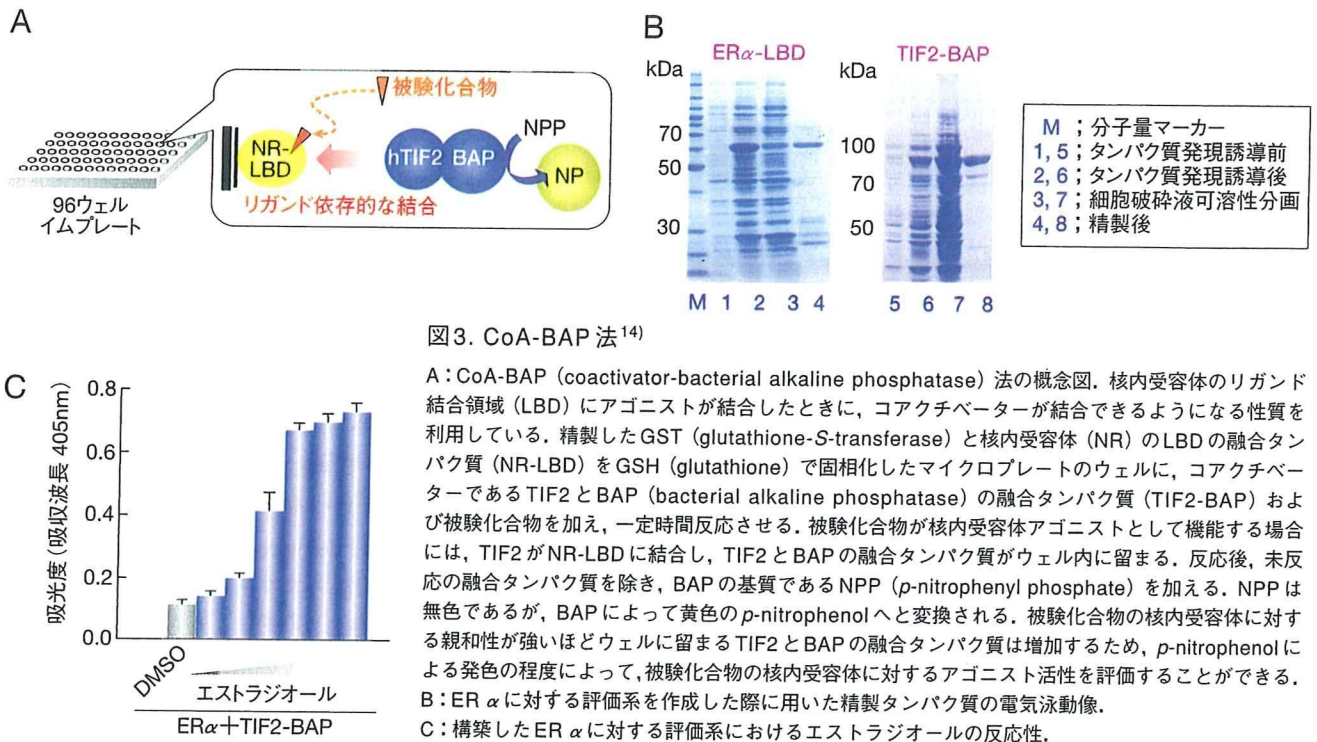 A
被験化合物
NPP
NR-
LBD
hTIF2 BAP
NP
リガンド依存的な結合
96ウェル
イムプレート
B
ERα-LBD
TIF2-BAP
kDa
kDa
70
50
30
100
70
50
M 1 2 3 4
5 6 7 8
M ; 分子量マーカー
1, 5 ; タンパク質発現誘導前
2, 6 ; タンパク質発現誘導後
3, 7 ; 細胞破砕液可溶性分画
4, 8 ; 精製後
図3. CoA-BAP 法14)
A：CoA-BAP (coactivator-bacterial alkaline phosphatase) 法の概念図. 核内受容体のリガンド
結合領域 (LBD) にアゴニストが結合したときに, コアクチベーターが結合できるようになる性質を
利用している. 精製したGST (glutathione-S-transferase) と核内受容体 (NR) のLBDの融合タン
パク質 (NR-LBD) をGSH (glutathione) で固相化したマイクロプレートのウェルに, コアクチベー
ターであるTIF2とBAP (bacterial alkaline phosphatase) の融合タンパク質 (TIF2-BAP) およ
び被験化合物を加え, 一定時間反応させる. 被験化合物が核内受容体アゴニストとして機能する場合
には, TIF2がNR-LBDに結合し, TIF2とBAPの融合タンパク質がウェル内に留まる. 反応後, 未反
応の融合タンパク質を除き, BAPの基質であるNPP (p-nitrophenyl phosphate) を加える. NPPは
無色であるが, BAPによって黄色のp-nitrophenolへと変換される. 被験化合物の核内受容体に対す
る親和性が強いほどウェルに留まるTIF2とBAPの融合タンパク質は増加するため, p-nitrophenolに
よる発色の程度によって,被験化合物の核内受容体に対するアゴニスト活性を評価することができる.
B：ER αに対する評価系を作成した際に用いた精製タンパク質の電気泳動像.
C：構築したER αに対する評価系におけるエストラジオールの反応性.
C
吸光度 (吸収波長 405nm)
0.8
0.6
0.4
0.2
0.0
DMSO
エストラジオール
ERα＋TIF2-BAP